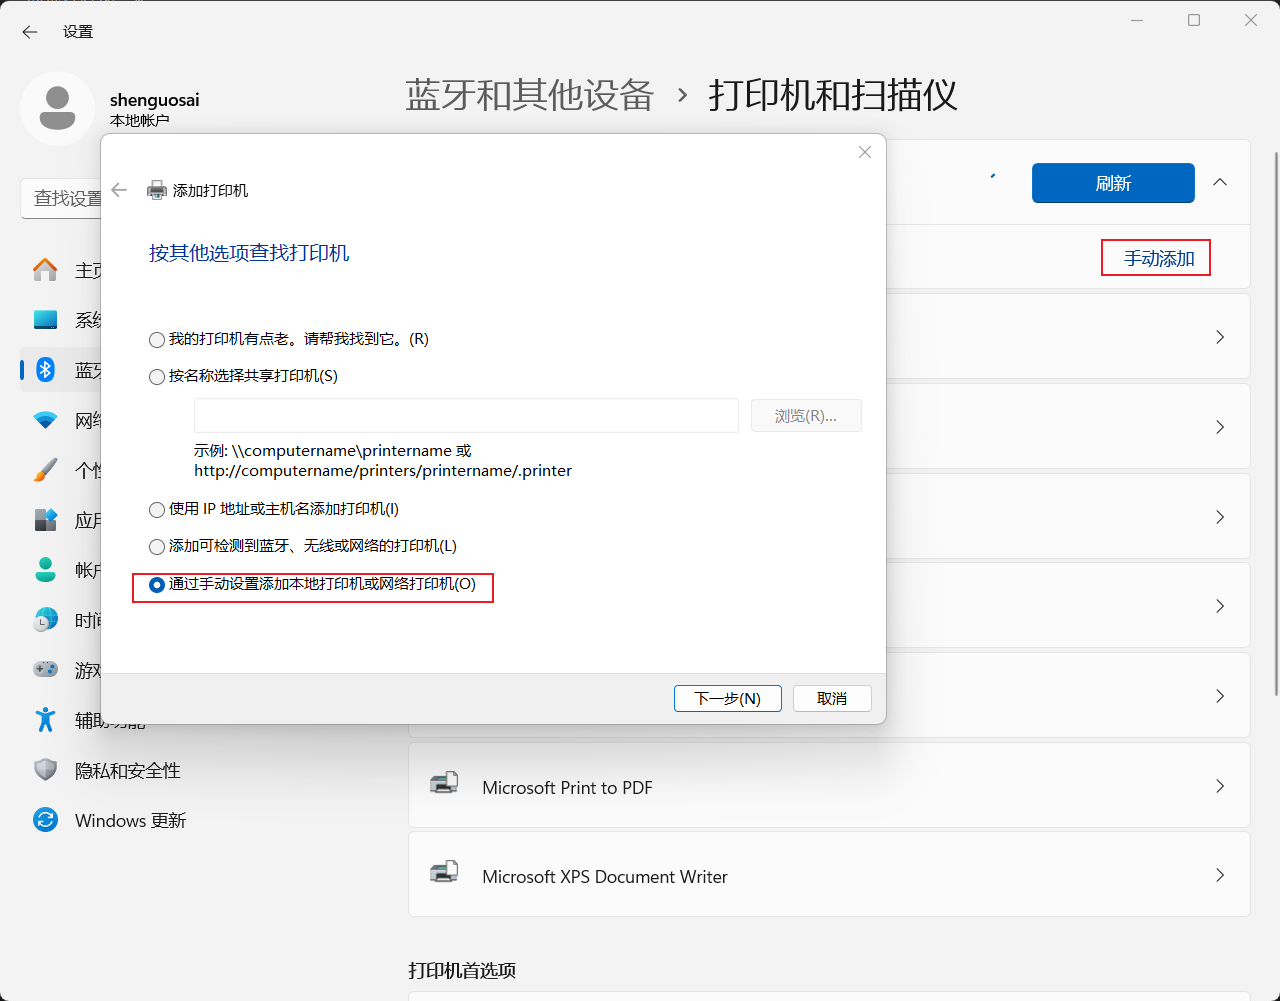 设置
shenguosai
本地帐户
蓝牙和其他设备 › 打印机和扫描仪
查找设置
刷新
手动添加
添加打印机
按其他选项查找打印机
我的打印机有点老。请帮我找到它。(R)
按名称选择共享打印机(S)
浏览(R)...
示例: \\computername\printername 或
http://computername/printers/printername/.printer
使用 IP 地址或主机名添加打印机(I)
添加可检测到蓝牙、无线或网络的打印机(L)
通过手动设置添加本地打印机或网络打印机(O)
下一步(N)
取消
主页
系统
蓝牙
网络
个性
应用
帐户
时间
游戏
辅助功能
隐私和安全性
Windows 更新
Microsoft Print to PDF
Microsoft XPS Document Writer
打印机首选项